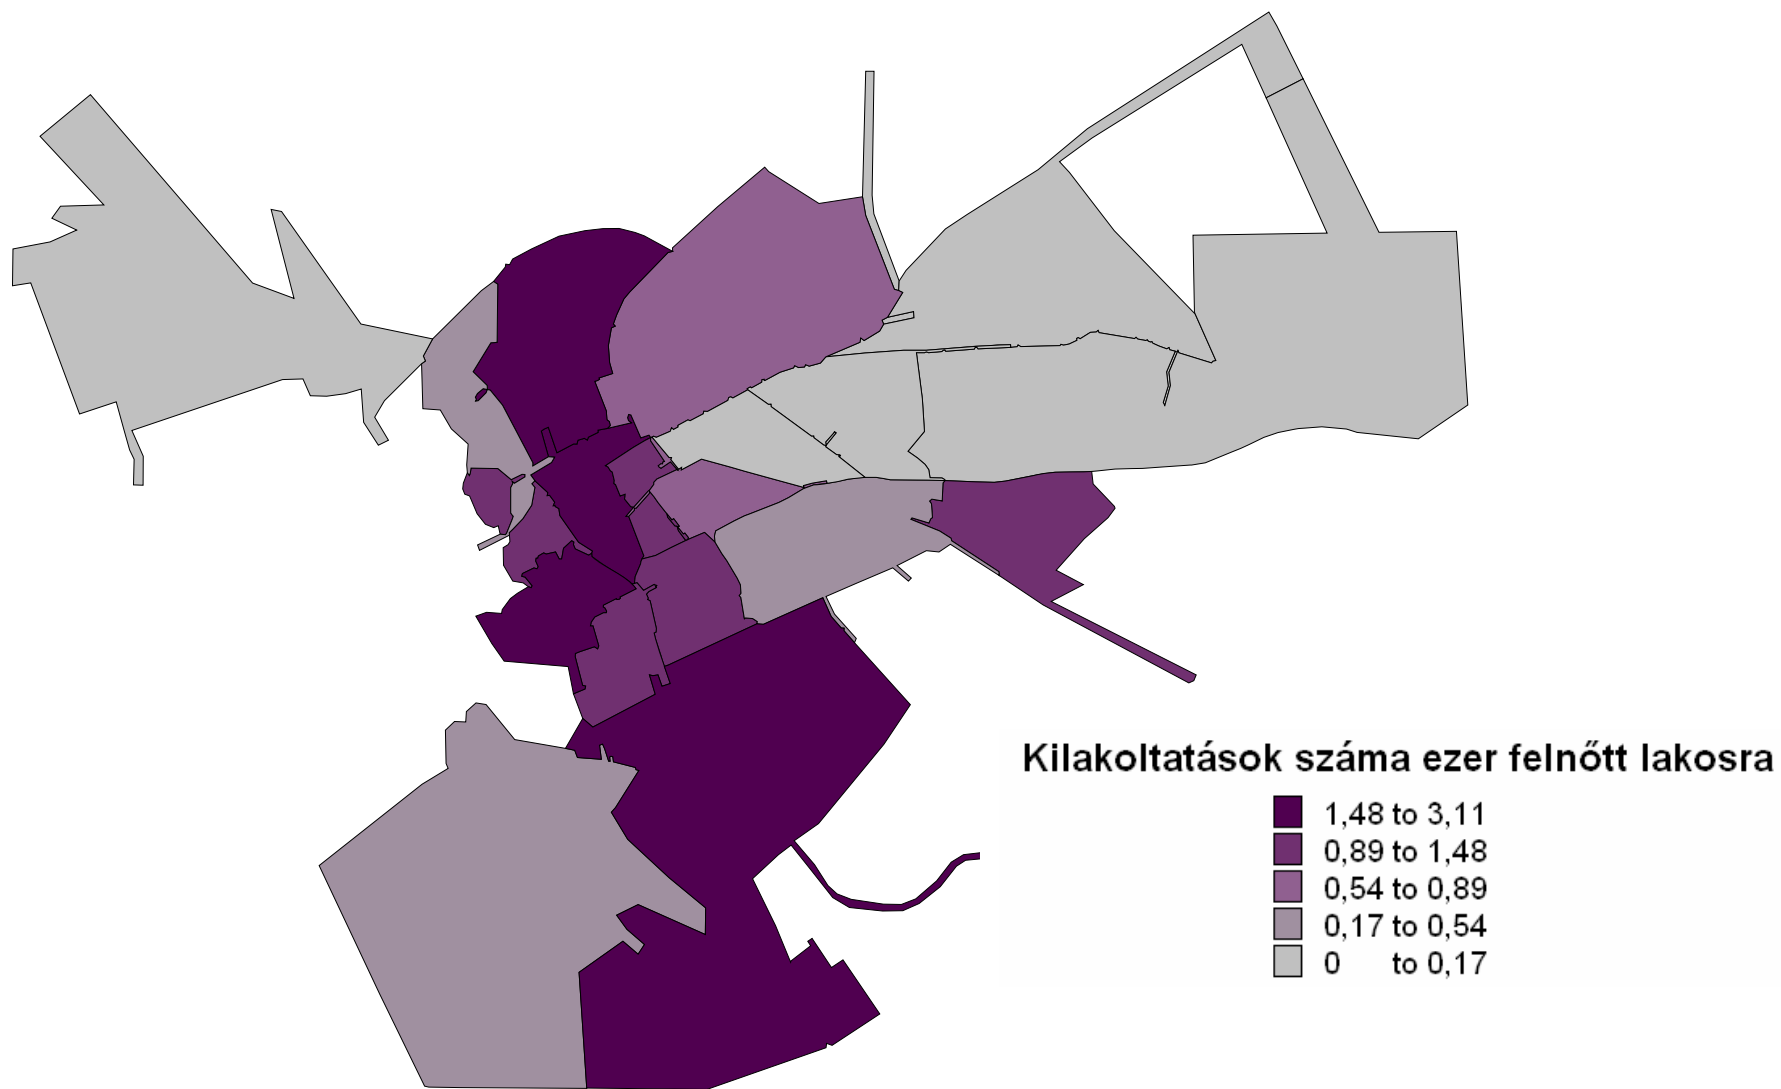 Kilakoltatások száma ezer felnőtt lakosra
1,48 to 3,11
0,89 to 1,48
0,54 to 0,89
0,17 to 0,54
0 to 0,17